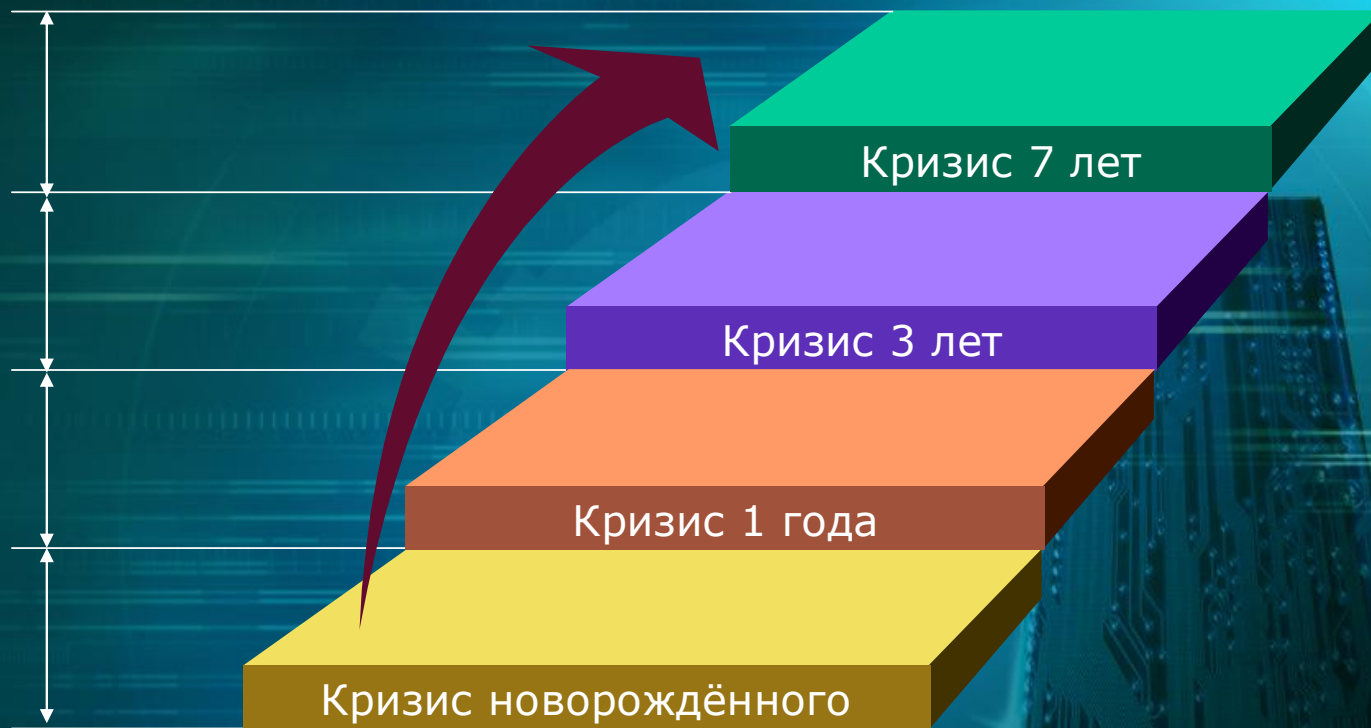 Кризис 7 лет
Кризис 3 лет
Кризис 1 года
Кризис новорождённого